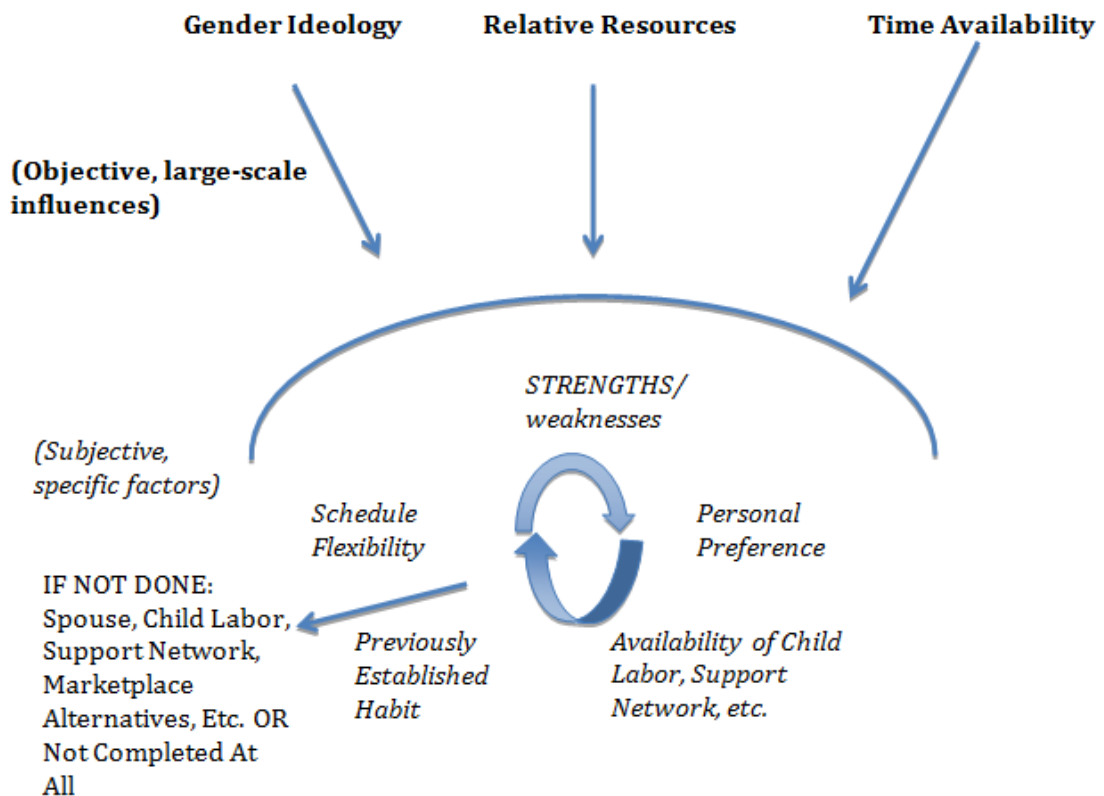 Gender Ideology
Relative Resources
Time Availability
(Objective, large-scale
influences)
STRENGTHS/
weaknesses
(Subjective,
specific factors)
Schedule
Flexibility
Personal
Preference
IF NOT DONE:
Spouse, Child Labor,
Support Network,
Marketplace
Alternatives, Etc. OR
Not Completed At
All
Previously
Established
Habit
Availability of Child
Labor, Support
Network, etc.